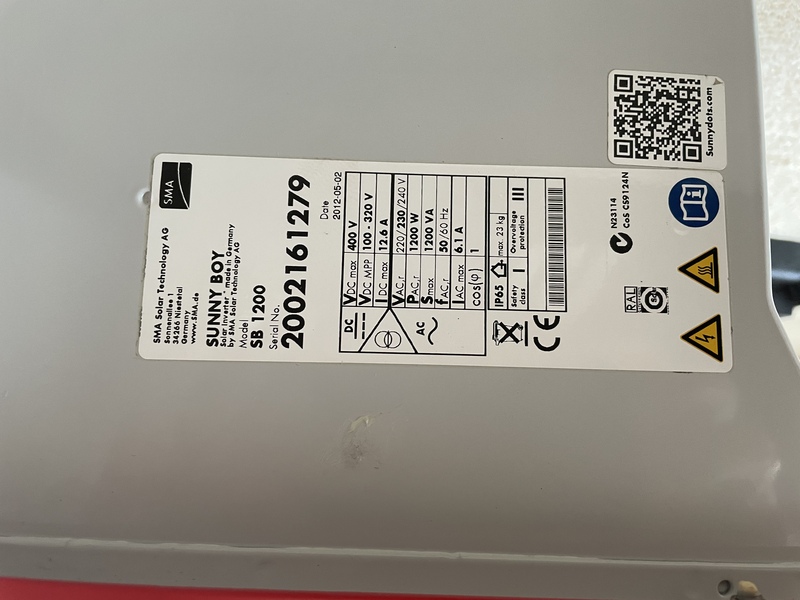 SMA
SMA Solar Technology AG
Sonnenallee 1
34266 Niestetal
Germany
www.SMA.de
SUNNY BOY
Solar Inverter - made in Germany
by SMA Solar Technology AG
Model
SB 1200
Serial No.
2002161279
Date
2012-05-02
DC
AC
VDC max 400 V
VDC MPP 100 - 320 V
IDC max 12.6 A
VAC,r 220/230/240 V
PAC,r 1200 W
Smax 1200 VA
fAC,r 50/60 Hz
IAC max 6.1 A
cos(φ) 1
IP65 max. 23 kg
Safety class I
Overvoltage protection III
CE
RAL
SG
N23114
CoS C59124N
Sunnydots.com